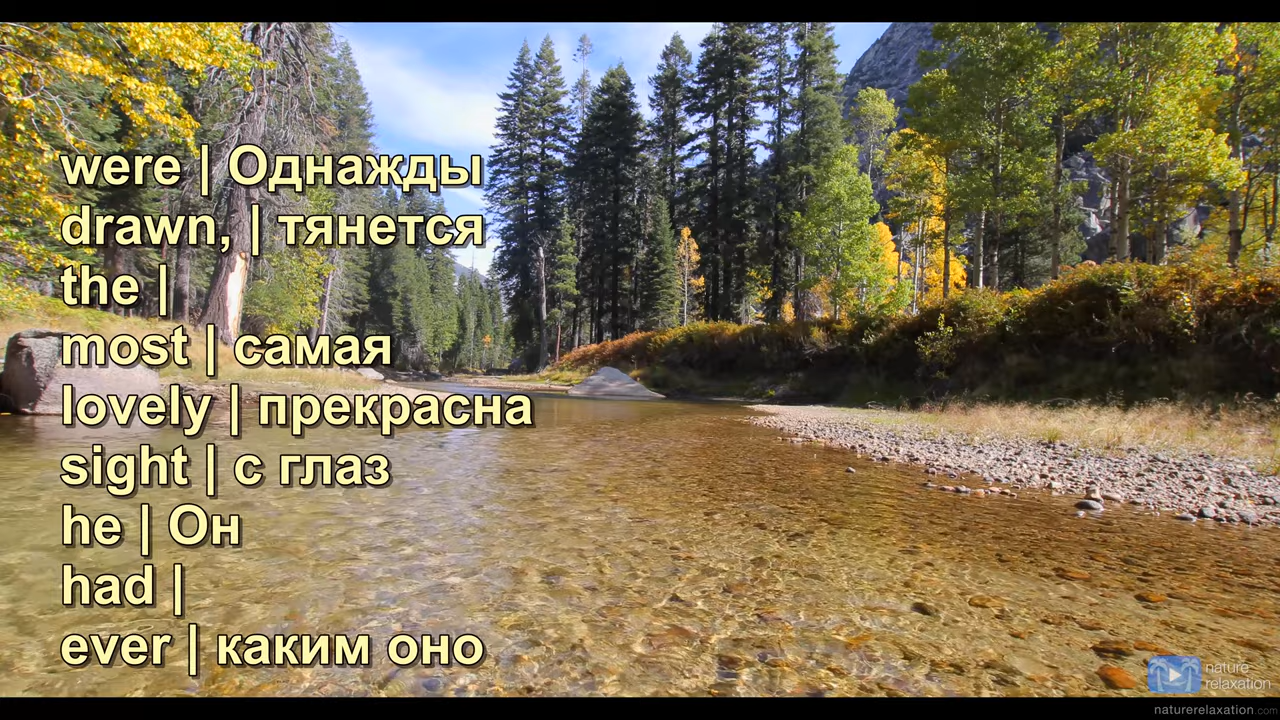 were | Однажды
drawn, | тянется
the |
most | самая
lovely | прекрасна
sight | с глаз
he | Он
had |
ever | каким оно
nature
relaxation
naturerelaxation.com